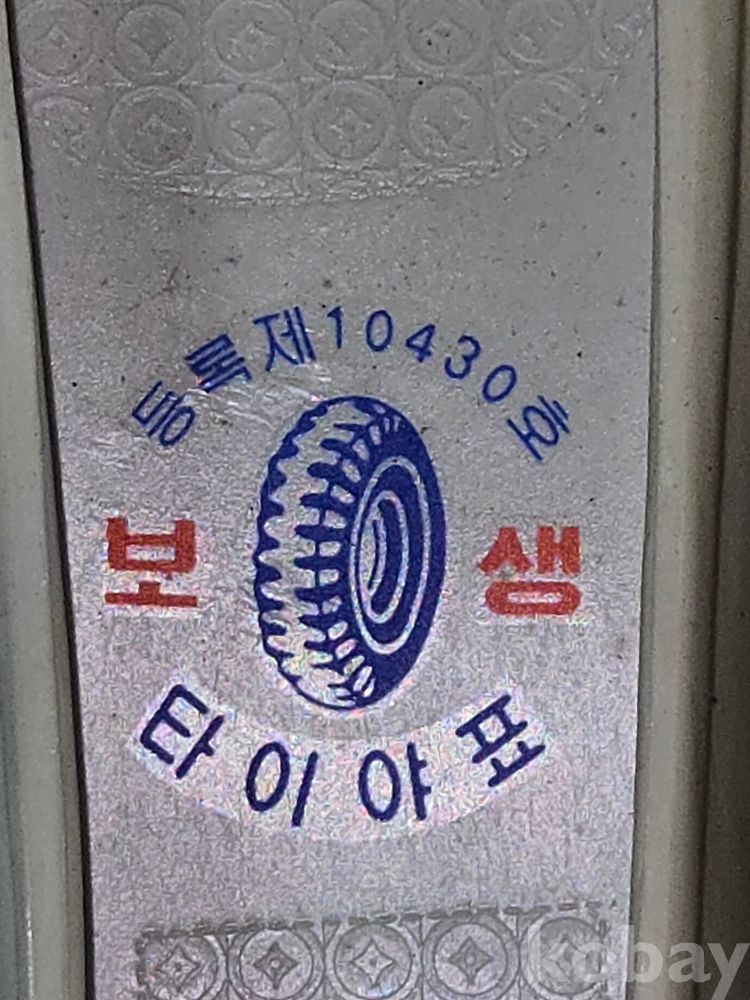 등록제10430호
보 생
타이야표
kobay